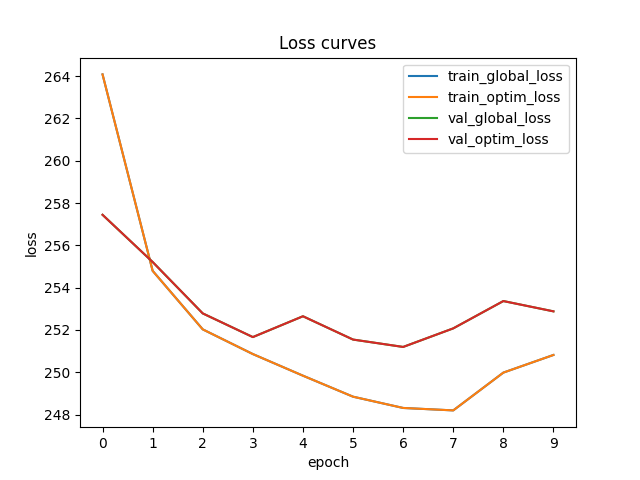 Loss curves
train_global_loss
train_optim_loss
val_global_loss
val_optim_loss
264
262
260
258
256
254
252
250
248
loss
0 1 2 3 4 5 6 7 8 9
epoch